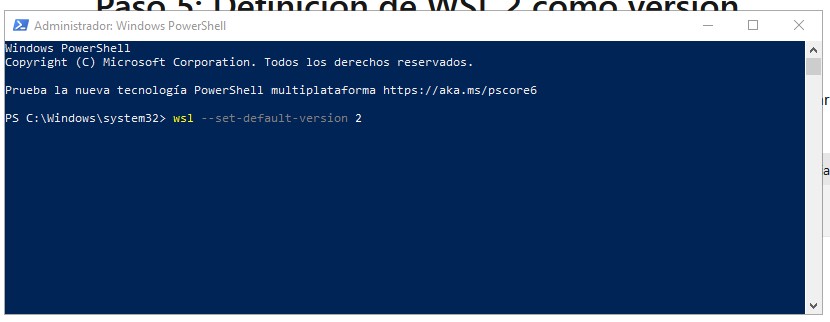 Paso 5: Definición de WSL 2 como versión
Administrador: Windows PowerShell
Windows PowerShell
Copyright (C) Microsoft Corporation. Todos los derechos reservados.
Prueba la nueva tecnología PowerShell multiplataforma https://aka.ms/pscore6
PS C:\Windows\system32> wsl --set-default-version 2